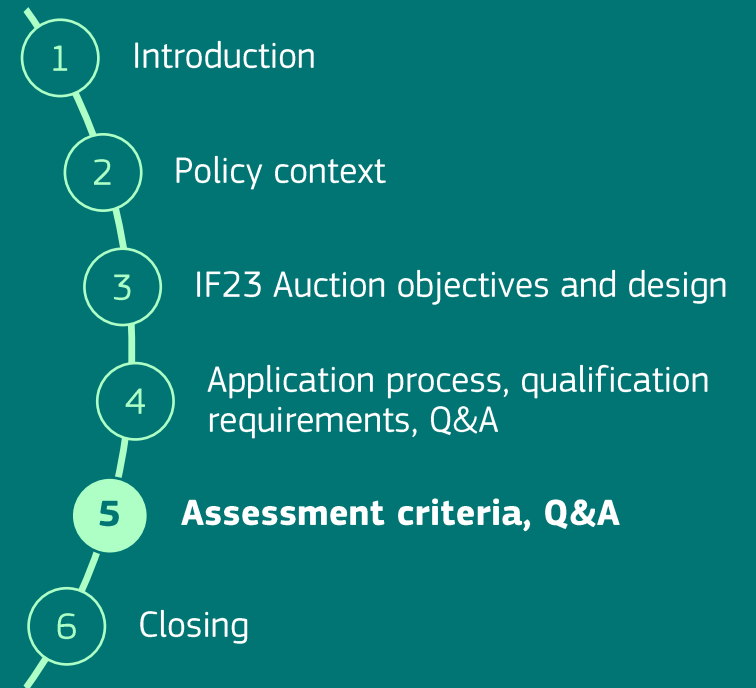 1 Introduction
2 Policy context
3 IF23 Auction objectives and design
4 Application process, qualification
requirements, Q&A
5 Assessment criteria, Q&A
6 Closing